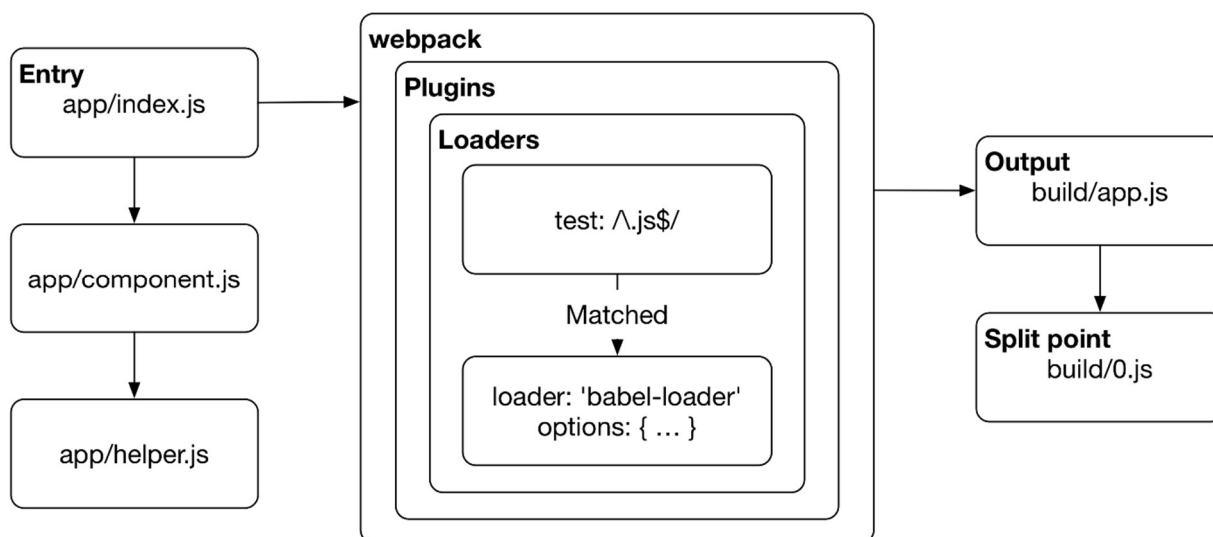 Entry
app/index.js
app/component.js
app/helper.js
webpack
Plugins
Loaders
test: /\.js$/
Matched
loader: 'babel-loader'
options: { … }
Output
build/app.js
Split point
build/0.js